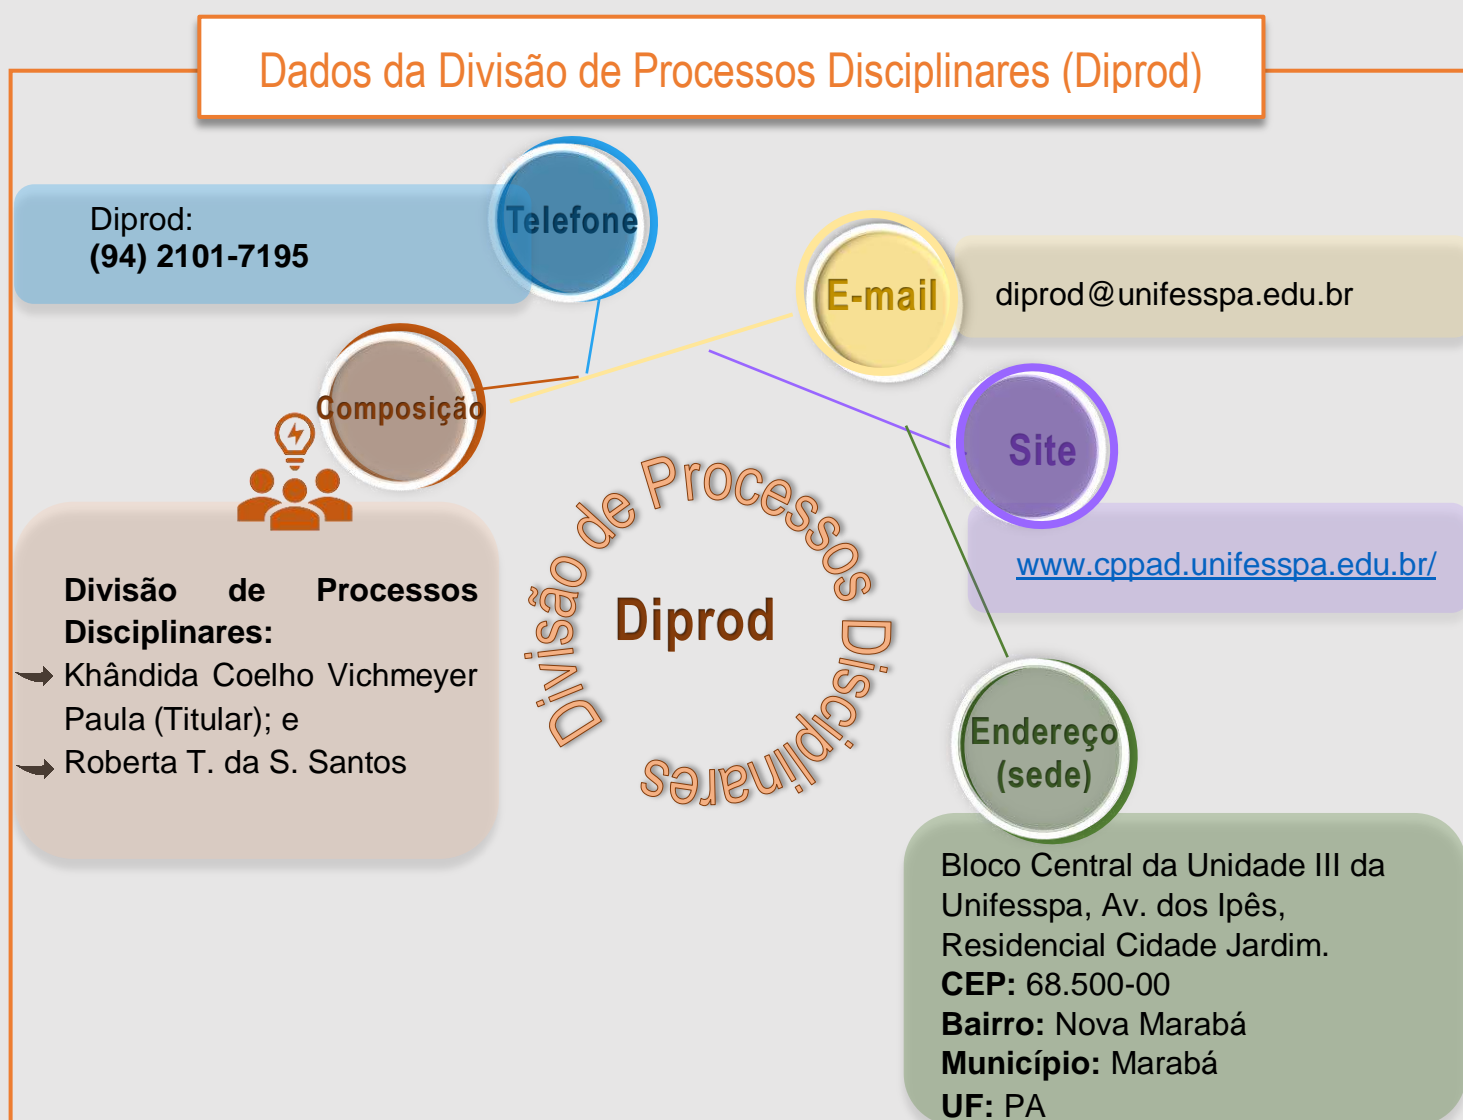 Dados da Divisão de Processos Disciplinares (Diprod)
Telefone
Diprod:
(94) 2101-7195
E-mail
diprod@unifesspa.edu.br
Composição
Divisão de Processos
Disciplinares:
Khândida Coelho Vichmeyer
Paula (Titular); e
Roberta T. da S. Santos
Site
www.cppad.unifesspa.edu.br/
Divisão de Processos Disciplinares
Diprod
Endereço
(sede)
Bloco Central da Unidade III da
Unifesspa, Av. dos Ipês,
Residencial Cidade Jardim.
CEP: 68.500-00
Bairro: Nova Marabá
Município: Marabá
UF: PA